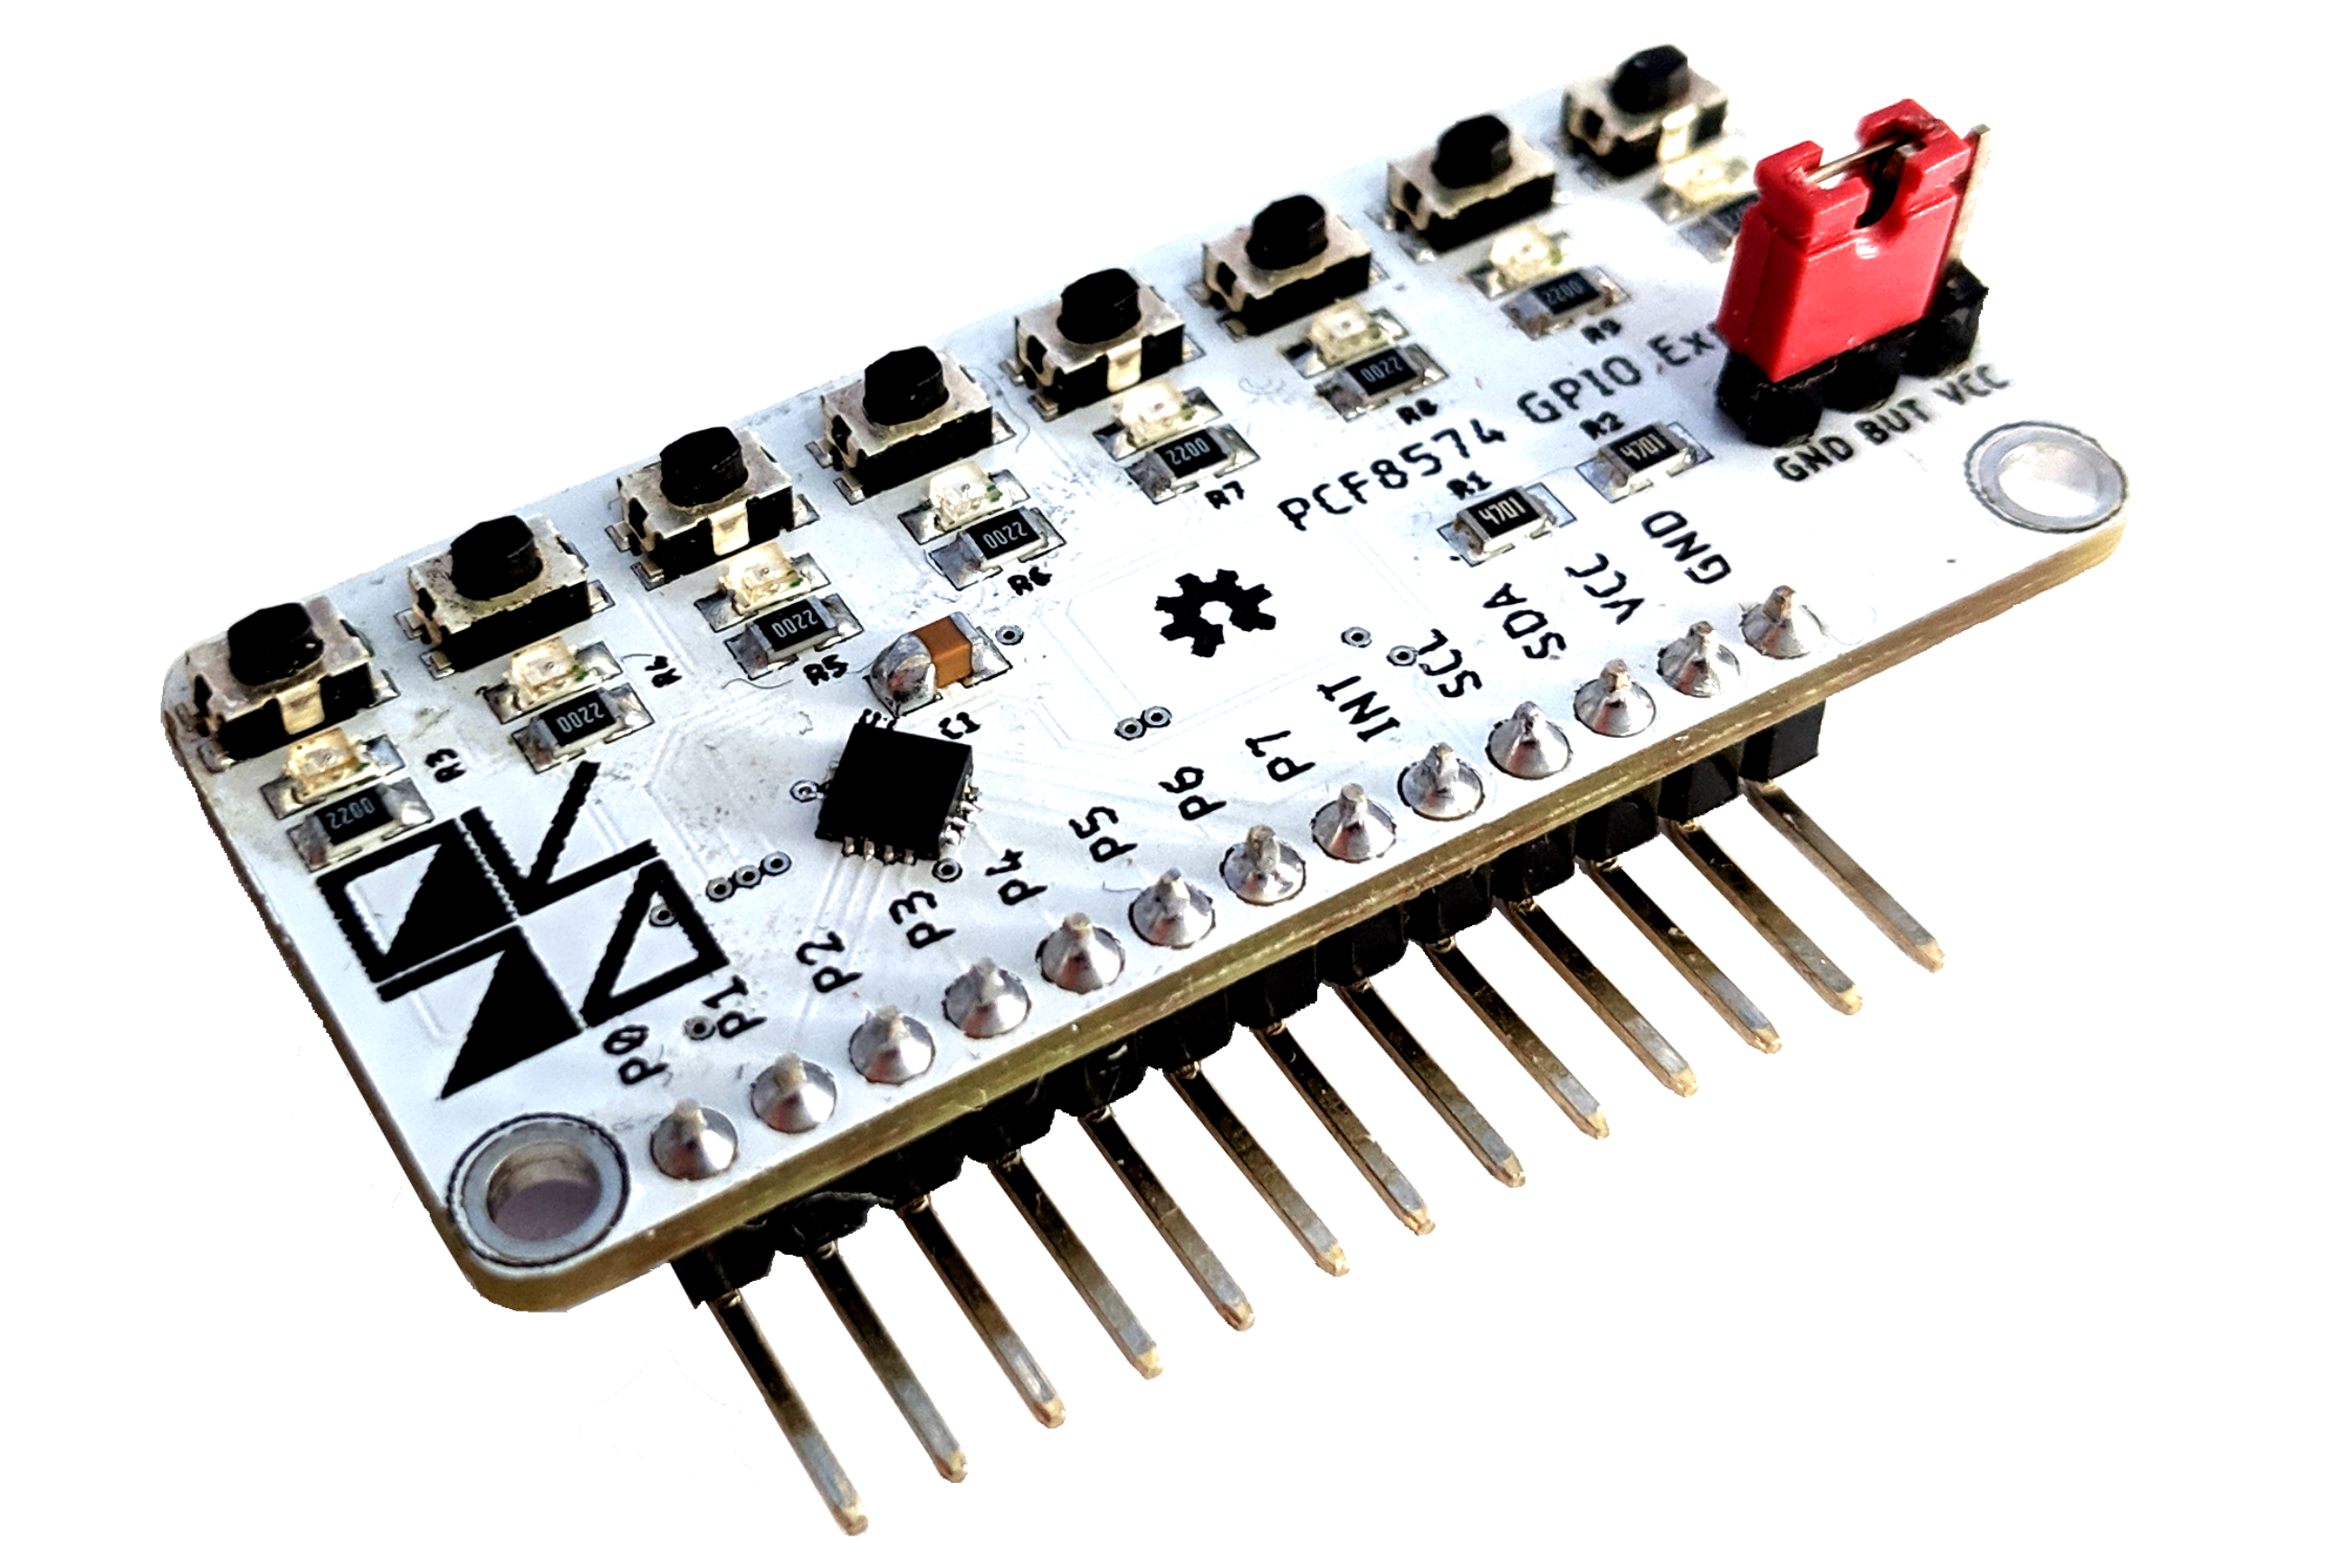 2200
R9
2200
R8
2200
R7
2200
R6
2200
R5
2200
R4
2200
R3
PCF8574 GPIO Ex
GND BUT VCC
R2
4701
R1
4701
C1
P0
P1
P2
P3
P4
P5
P6
P7
INT
SCL
SDA
VCC
GND